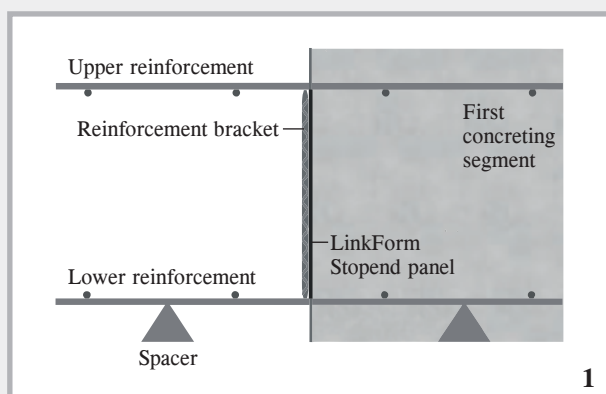 Upper reinforcement
Reinforcement bracket
First
concreting
segment
LinkForm
Stopend panel
Lower reinforcement
Spacer
1